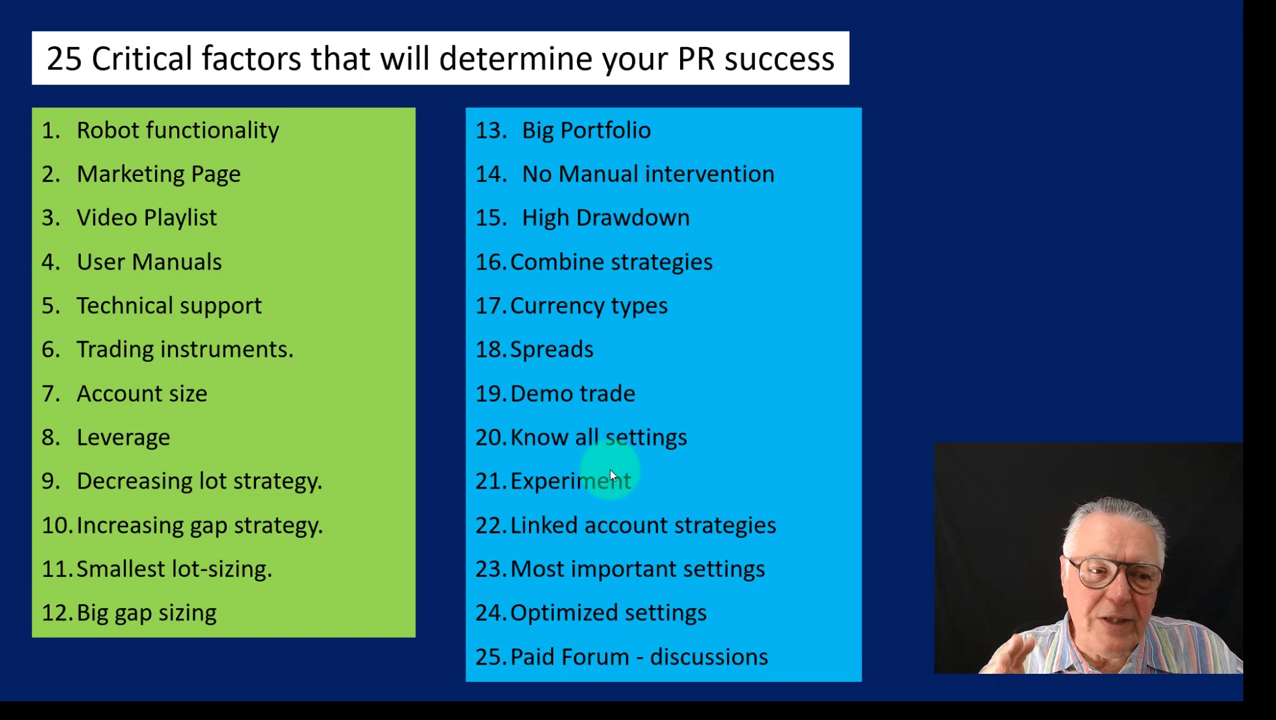 25 Critical factors that will determine your PR success
1. Robot functionality
2. Marketing Page
3. Video Playlist
4. User Manuals
5. Technical support
6. Trading instruments.
7. Account size
8. Leverage
9. Decreasing lot strategy.
10. Increasing gap strategy.
11. Smallest lot-sizing.
12. Big gap sizing
13. Big Portfolio
14. No Manual intervention
15. High Drawdown
16. Combine strategies
17. Currency types
18. Spreads
19. Demo trade
20. Know all settings
21. Experiment
22. Linked account strategies
23. Most important settings
24. Optimized settings
25. Paid Forum - discussions